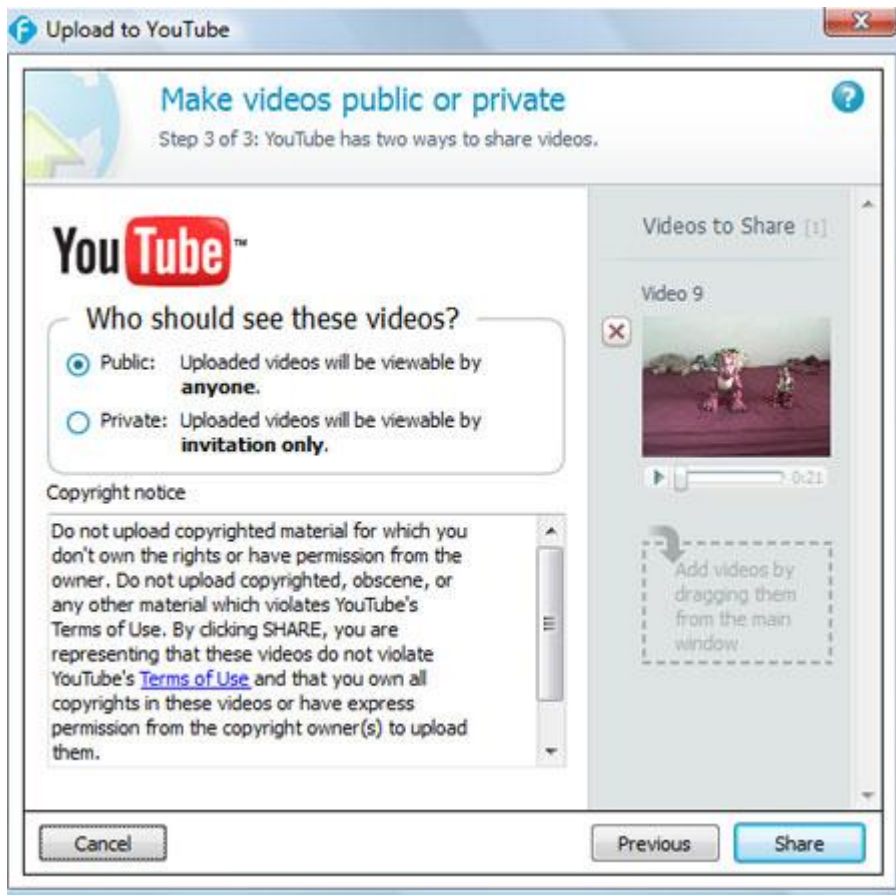 Upload to YouTube
Make videos public or private
Step 3 of 3: YouTube has two ways to share videos.
YouTube™
Who should see these videos?
Public: Uploaded videos will be viewable by
anyone.
Private: Uploaded videos will be viewable by
invitation only.
Copyright notice
Do not upload copyrighted material for which you
don't own the rights or have permission from the
owner. Do not upload copyrighted, obscene, or
any other material which violates YouTube's
Terms of Use. By clicking SHARE, you are
representing that these videos do not violate
YouTube's Terms of Use and that you own all
copyrights in these videos or have express
permission from the copyright owner(s) to upload
them.
Videos to Share [1]
Video 9
0:21
Add videos by
dragging them
from the main
window
Cancel
Previous
Share